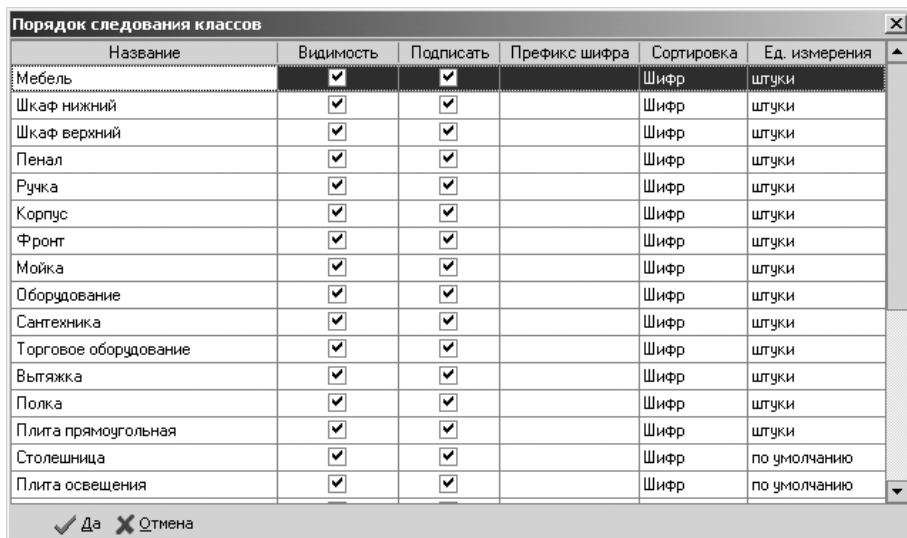 Порядок следования классов
Название Видимость Подписать Префикс шифра Сортировка Ед. измерения
Мебель Шифр штуки
Шкаф нижний Шифр штуки
Шкаф верхний Шифр штуки
Пенал Шифр штуки
Ручка Шифр штуки
Корпус Шифр штуки
Фронт Шифр штуки
Мойка Шифр штуки
Оборудование Шифр штуки
Сантехника Шифр штуки
Торговое оборудование Шифр штуки
Вытяжка Шифр штуки
Полка Шифр штуки
Плита прямоугольная Шифр штуки
Столешница Шифр по умолчанию
Плита освещения Шифр по умолчанию
Да Отмена